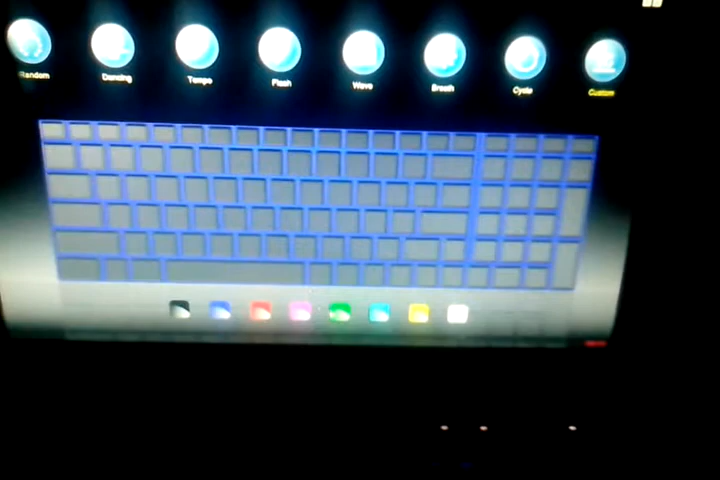 Random
Dancing
Tempo
Flash
Wave
Breath
Cycle
Custom